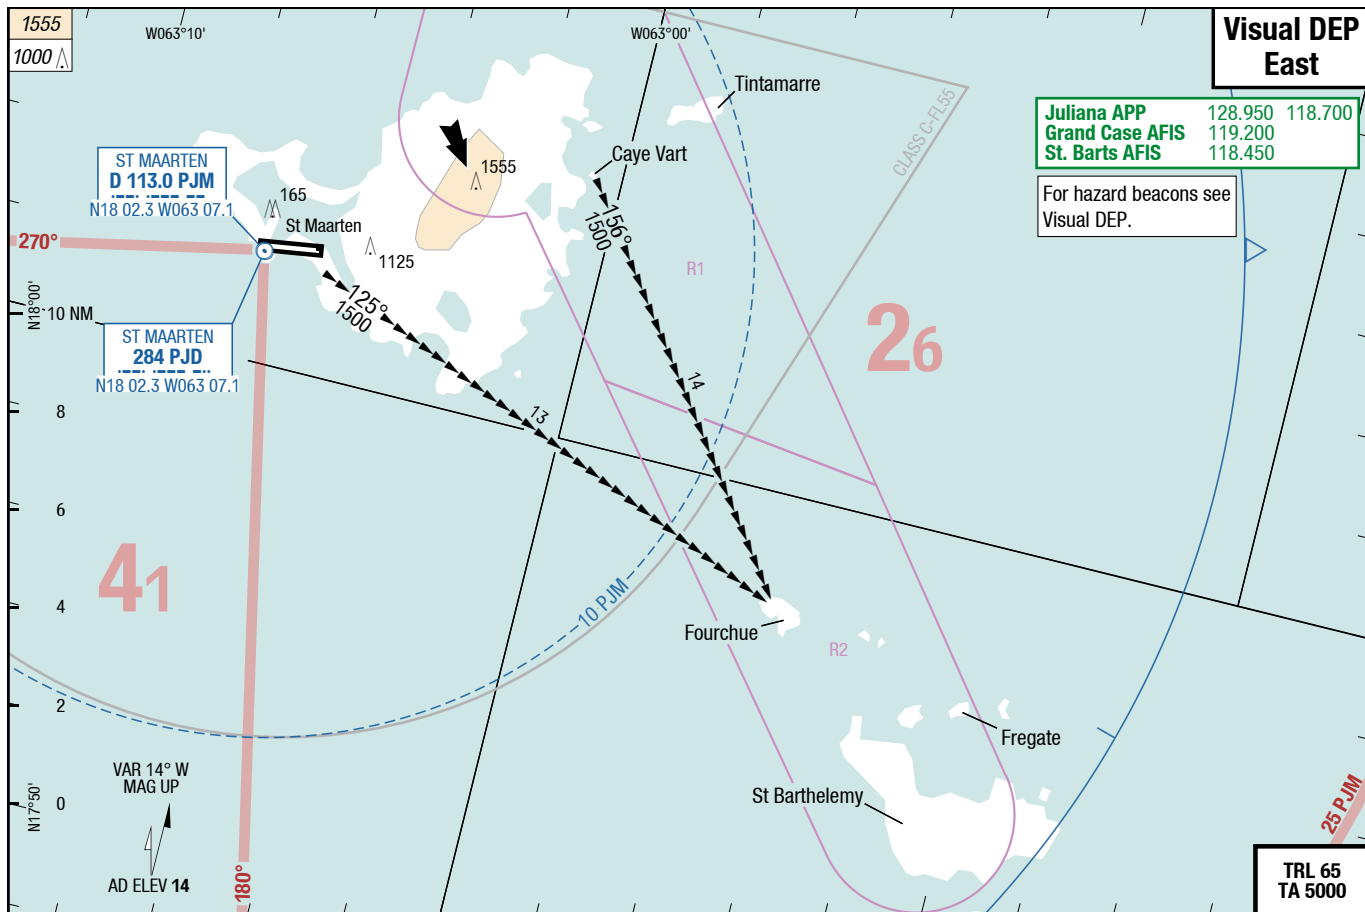 1555
1000
W063°10'
W063°00'
Visual DEP
East
Tintamarre
CLASS C-FL55
Juliana APP 128.950 118.700
Grand Case AFIS 119.200
St. Barts AFIS 118.450
For hazard beacons see
Visual DEP.
ST MAARTEN
D 113.0 PJM
N18 02.3 W063 07.1
Caye Vart
1555
165
St Maarten
1125
270°
156°
1500
R1
N18°00'
10 NM
125°
1500
26
ST MAARTEN
284 PJD
N18 02.3 W063 07.1
14
13
8
6
41
4
10 PJM
Fourchue
R2
2
Fregate
VAR 14° W
MAG UP
St Barthelemy
0
N17°50'
25 PJM
AD ELEV 14
180°
TRL 65
TA 5000